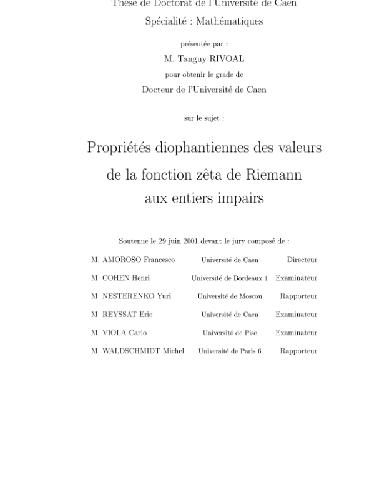 Thèse de Doctorat de l'Université de Caen
Spécialité : Mathématiques
présentée par :
M. Tanguy RIVOAL
pour obtenir le grade de
Docteur de l'Université de Caen
sur le sujet :
Propriétés diophantiennes des valeurs
de la fonction zêta de Riemann
aux entiers impairs
Soutenue le 29 juin 2001 devant le jury composé de :
M. AMOROSO Francesco Université de Caen Directeur
M. COHEN Henri Université de Bordeaux 1 Examinateur
M. NESTERENKO Yuri Université de Moscou Rapporteur
M. REYSSAT Eric Université de Caen Examinateur
M. VIOLA Carlo Université de Pise Examinateur
M. WALDSCHMIDT Michel Université de Paris 6 Rapporteur